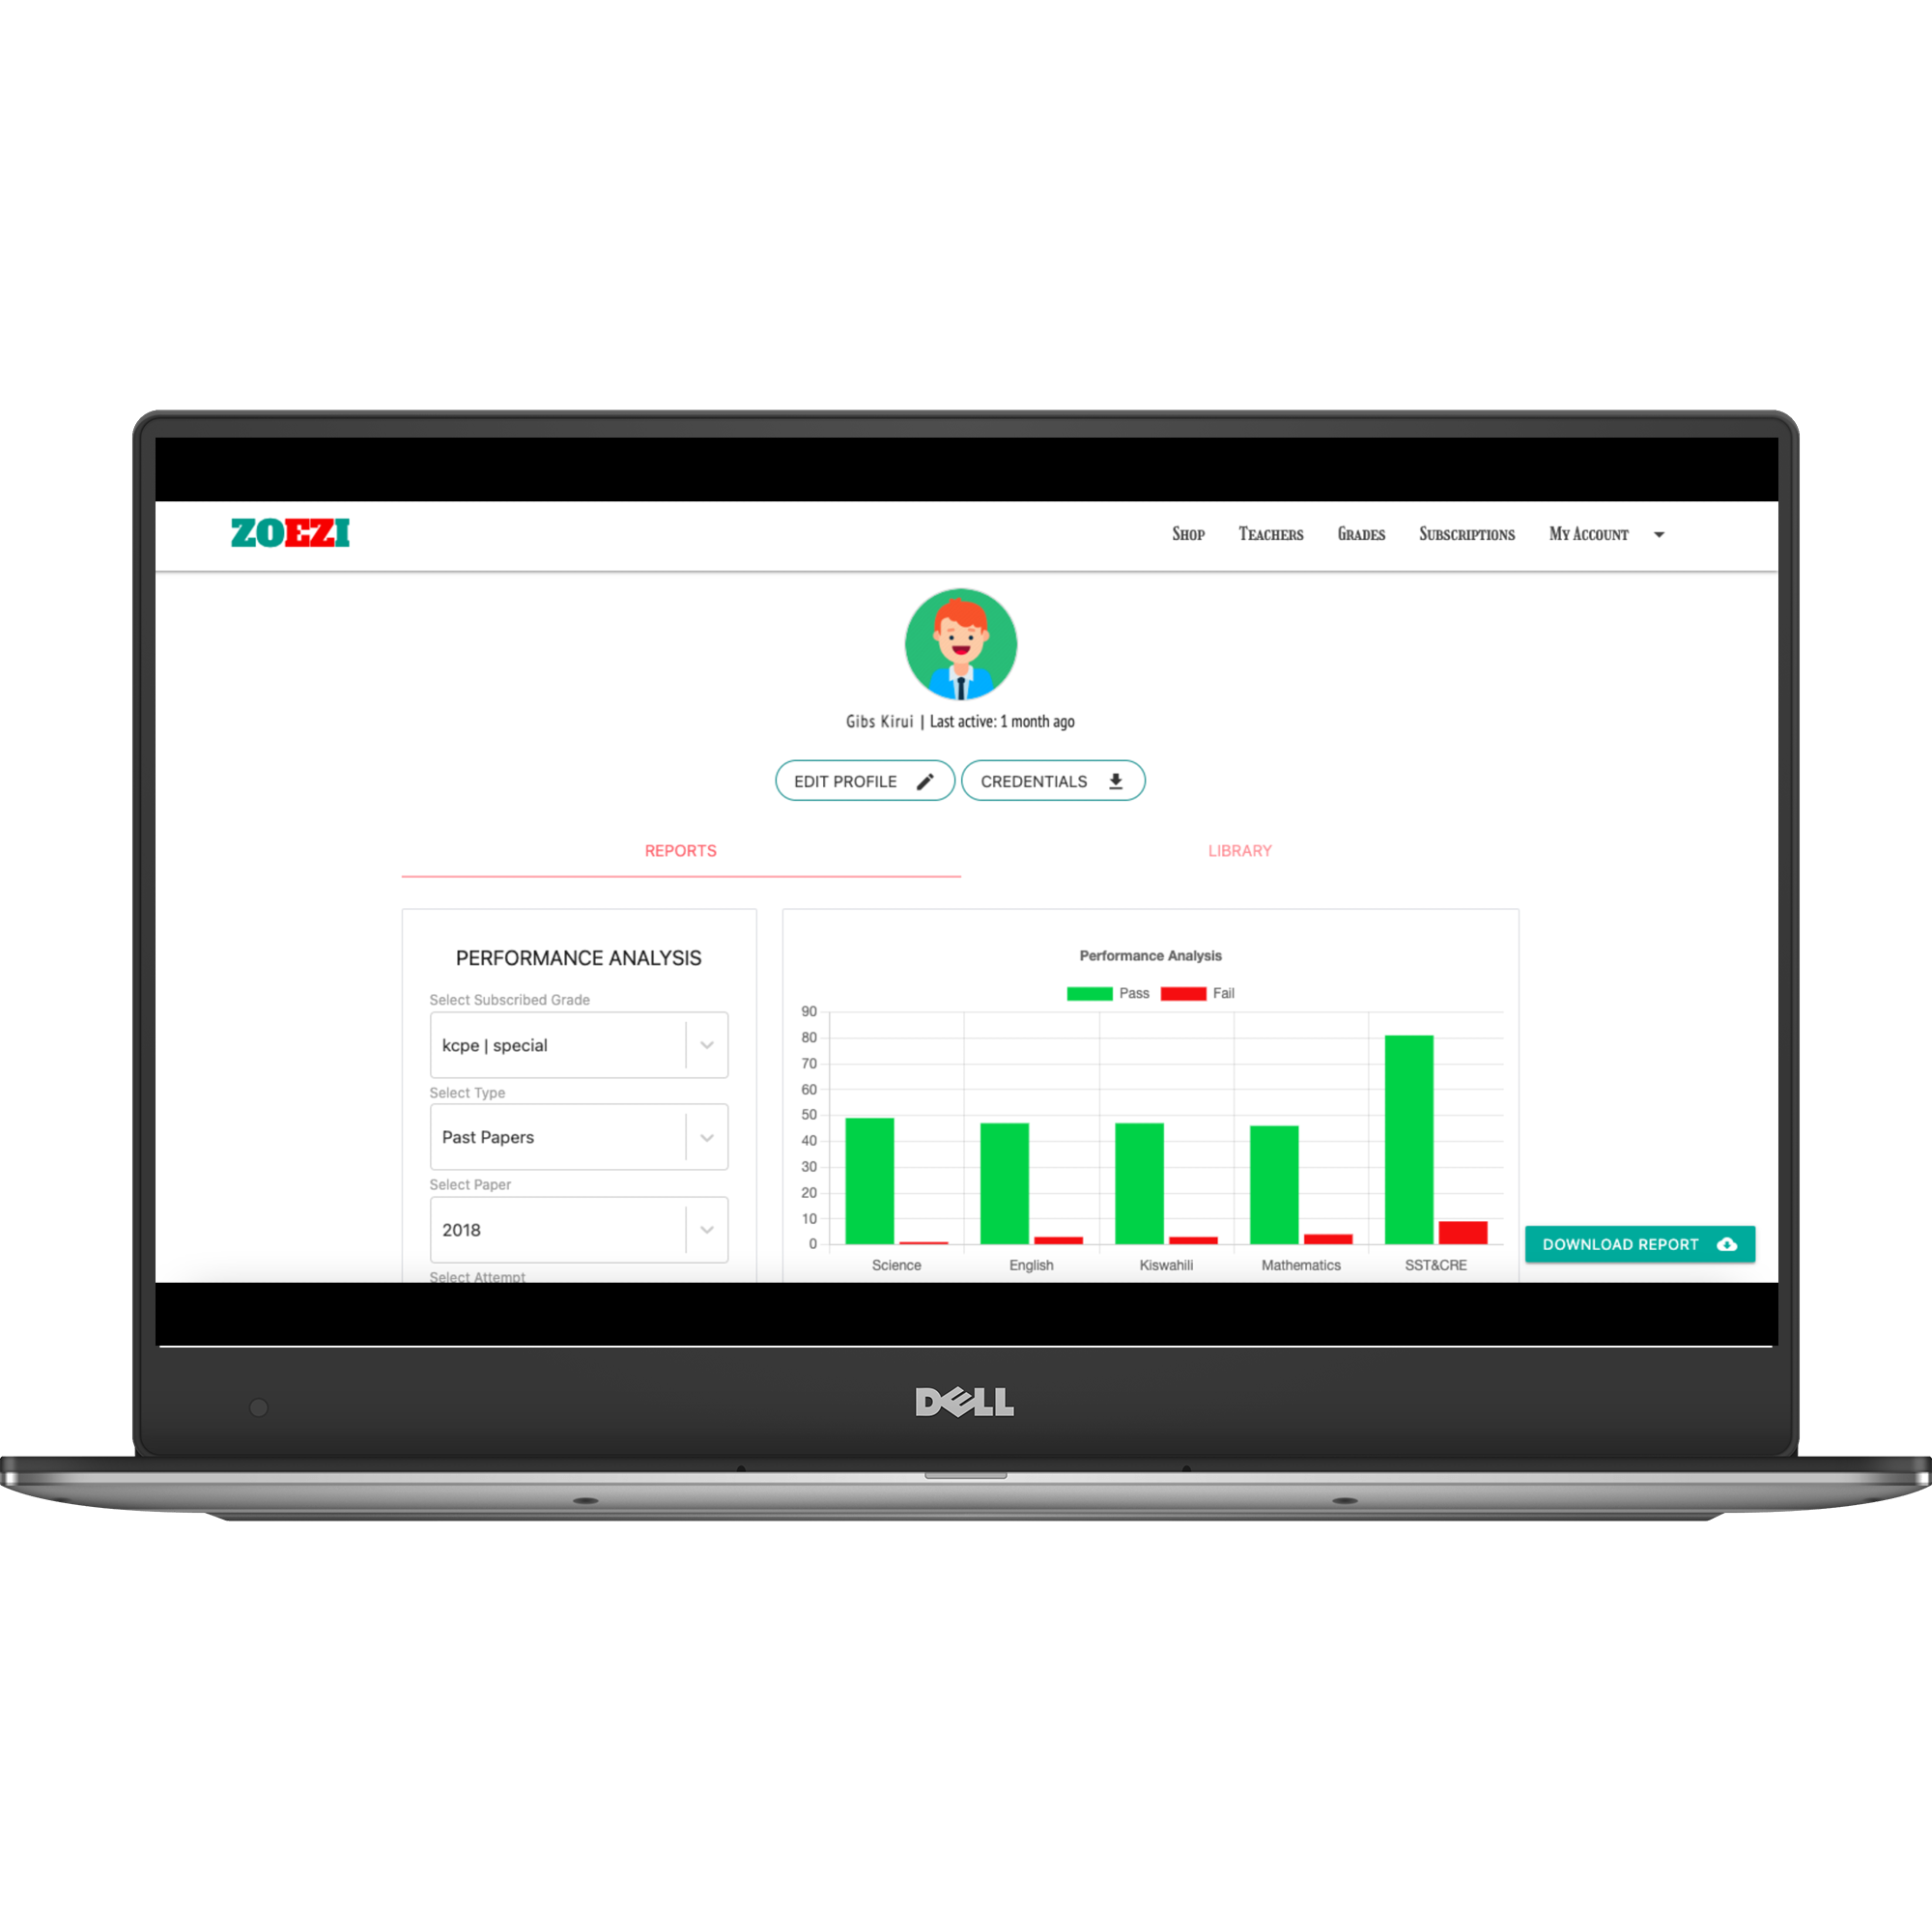 ZOEZI
Shop Teachers Grades Subscriptions My Account
Gibs Kirui | Last active: 1 month ago
EDIT PROFILE CREDENTIALS
REPORTS LIBRARY
PERFORMANCE ANALYSIS
Select Subscribed Grade
kcpe | special
Select Type
Past Papers
Select Paper
2018
Select Attempt
Performance Analysis
Pass Fail
90
80
70
60
50
40
30
20
10
0
Science English Kiswahili Mathematics SST&CRE
DOWNLOAD REPORT
DELL